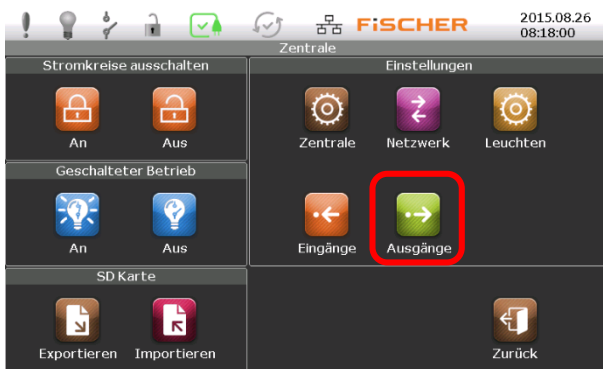 FiSCHER
2015.08.26
08:18:00
Zentrale
Stromkreise ausschalten
An
Aus
Geschalteter Betrieb
An
Aus
SD Karte
Exportieren
Importieren
Einstellungen
Zentrale
Netzwerk
Leuchten
Eingänge
Ausgänge
Zurück